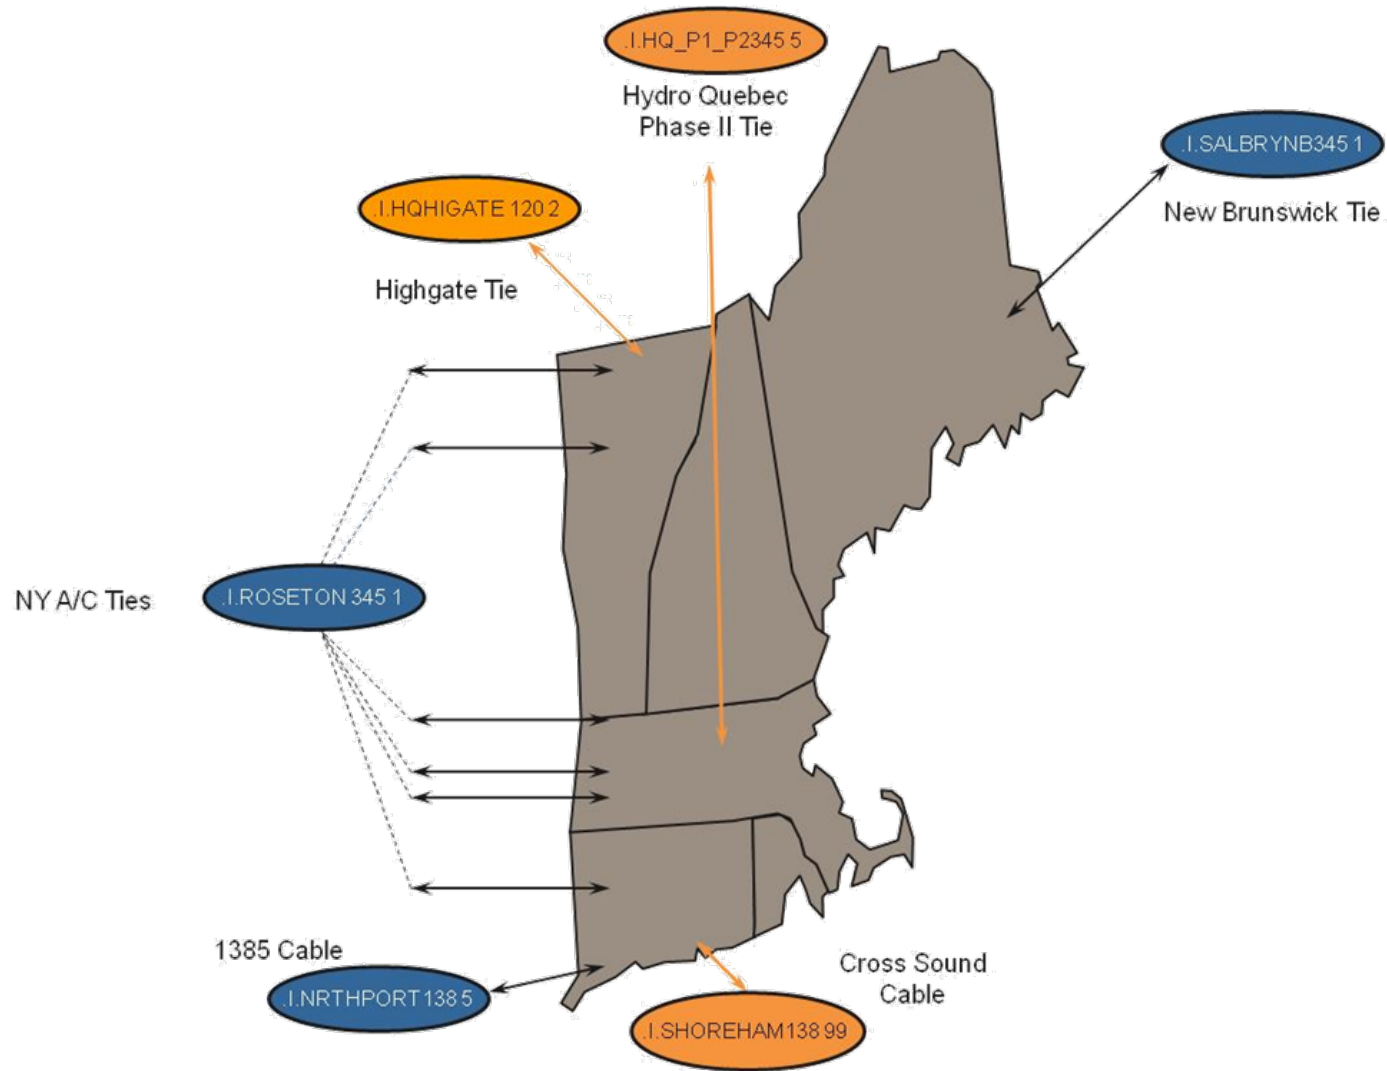 .I.HQ_P1_P2345 5
Hydro Quebec
Phase II Tie
.I.SALBRYNB345 1
New Brunswick Tie
.I.HQHIGATE 120 2
Highgate Tie
NY A/C Ties
.I.ROSETON 345 1
1385 Cable
.I.NRTHPORT138 5
Cross Sound
Cable
.I.SHOREHAM138 99